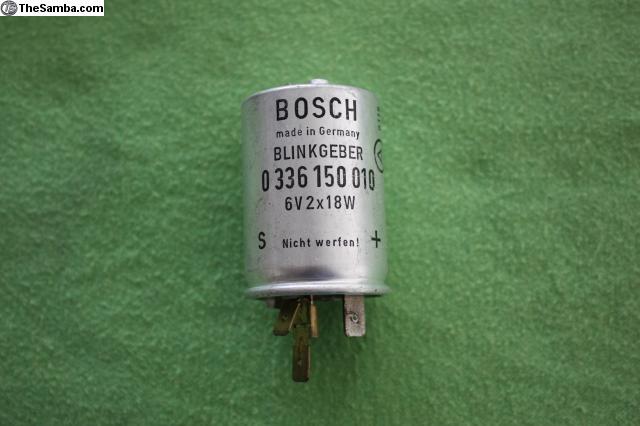 TheSamba.com
BOSCH
made in Germany
BLINKGEBER
0 336 150 010
6V 2x18W
S Nicht werfen! +